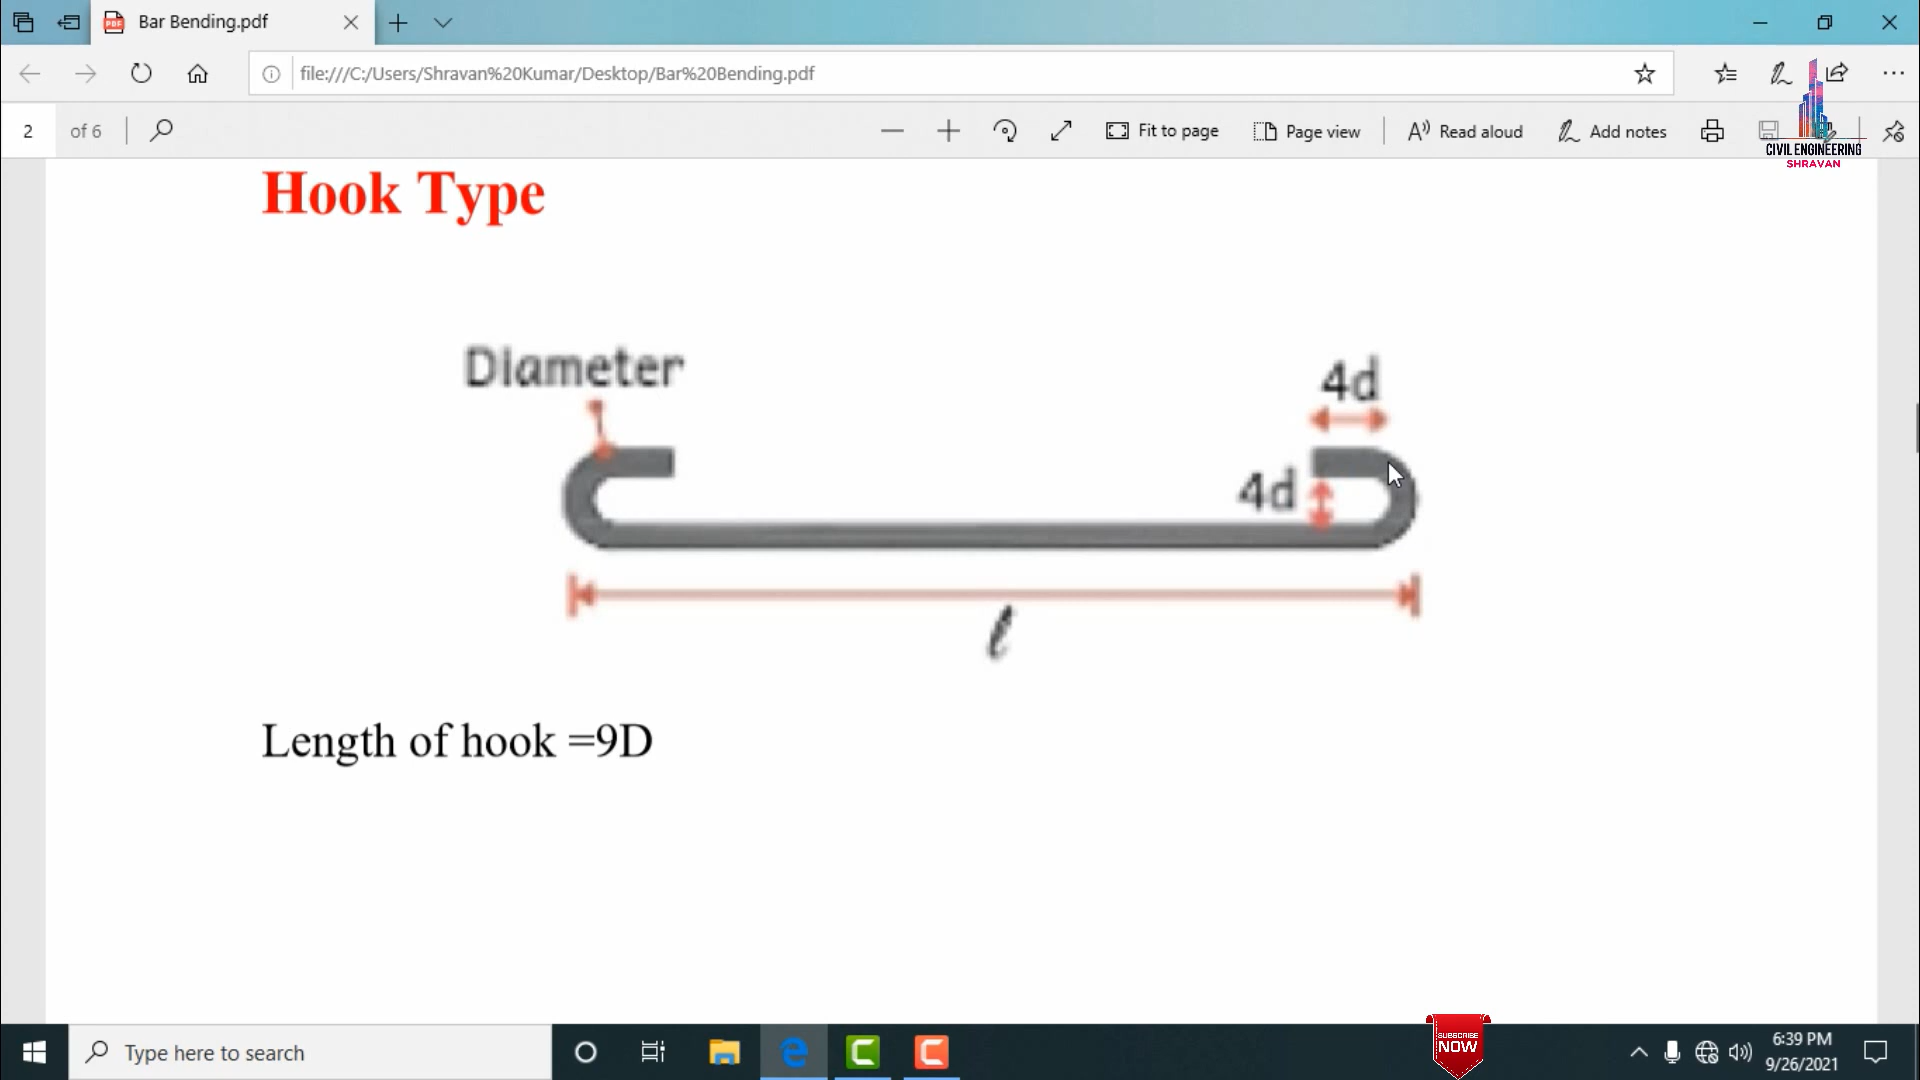 Bar Bending.pdf
file:///C:/Users/Shravan%20Kumar/Desktop/Bar%20Bending.pdf
2 of 6
Fit to page
Page view
Read aloud
Add notes
CIVIL ENGINEERING
SHRAVAN
Hook Type
Diameter
4d
4d
ℓ
Length of hook =9D
Type here to search
SUBSCRIBE
NOW
6:39 PM
9/26/2021